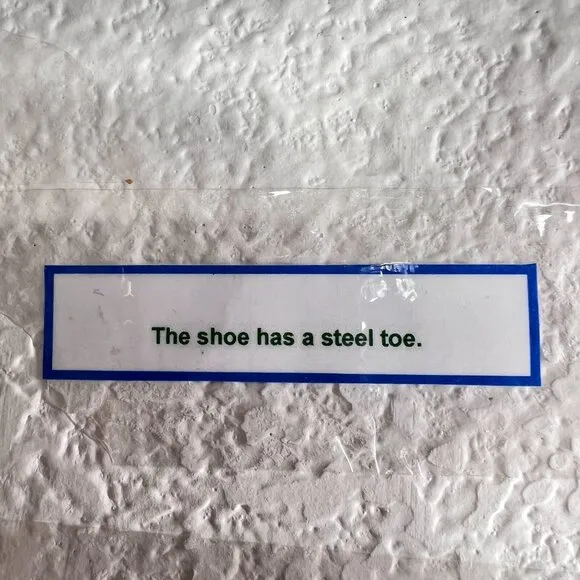 The shoe has a steel toe.